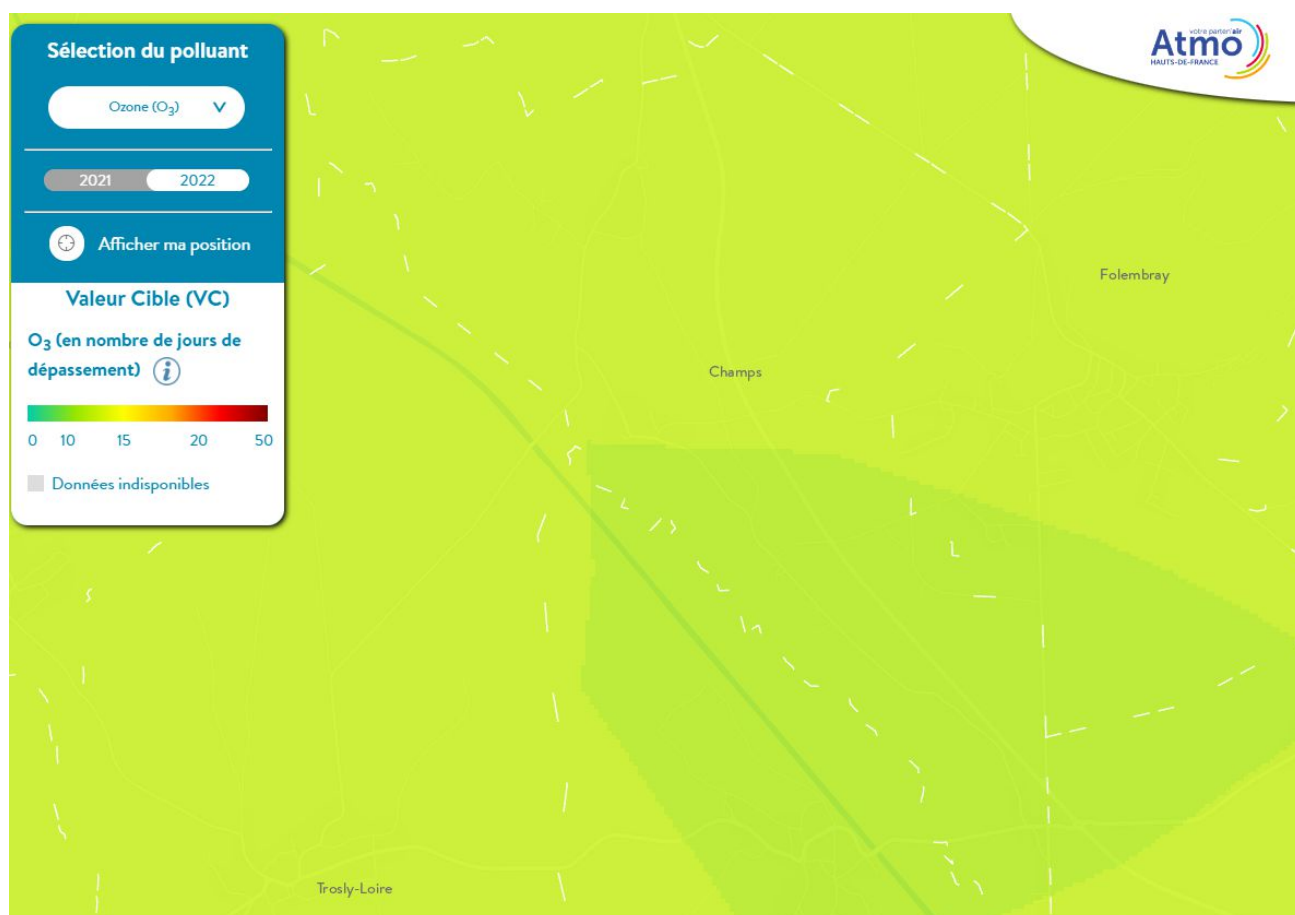 Sélection du polluant
Ozone (O3)
2021 2022
Afficher ma position
Valeur Cible (VC)
O3 (en nombre de jours de
dépassement) i
0 10 15 20 50
Données indisponibles
votre parten'air
Atmo
HAUTS-DE-FRANCE
Folembray
Champs
Trosly-Loire